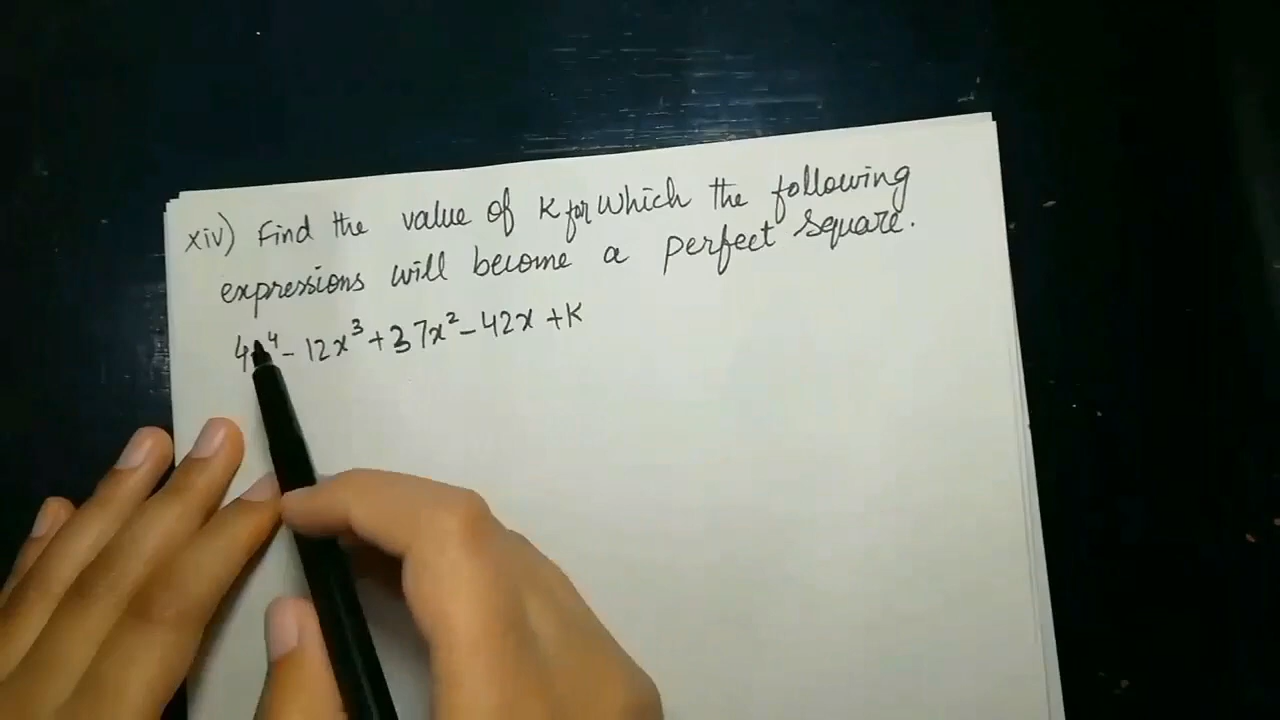 xiv) Find the value of K for which the following
expressions will become a perfect square.
4x⁴ - 12x³ + 37x² - 42x + K